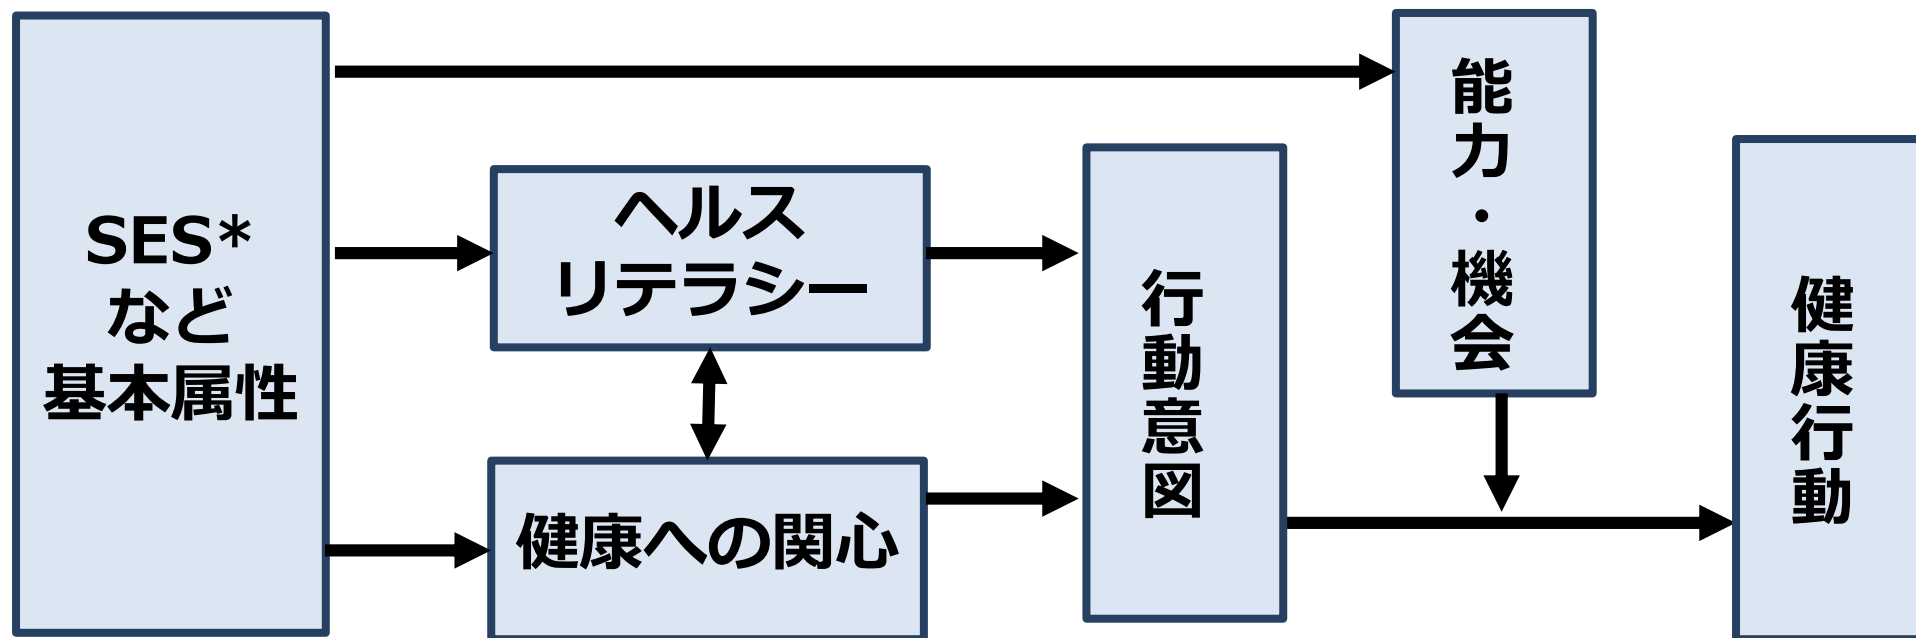 SES*
など
基本属性
ヘルス
リテラシー
健康への関心
行動意図
能力・機会
健康行動